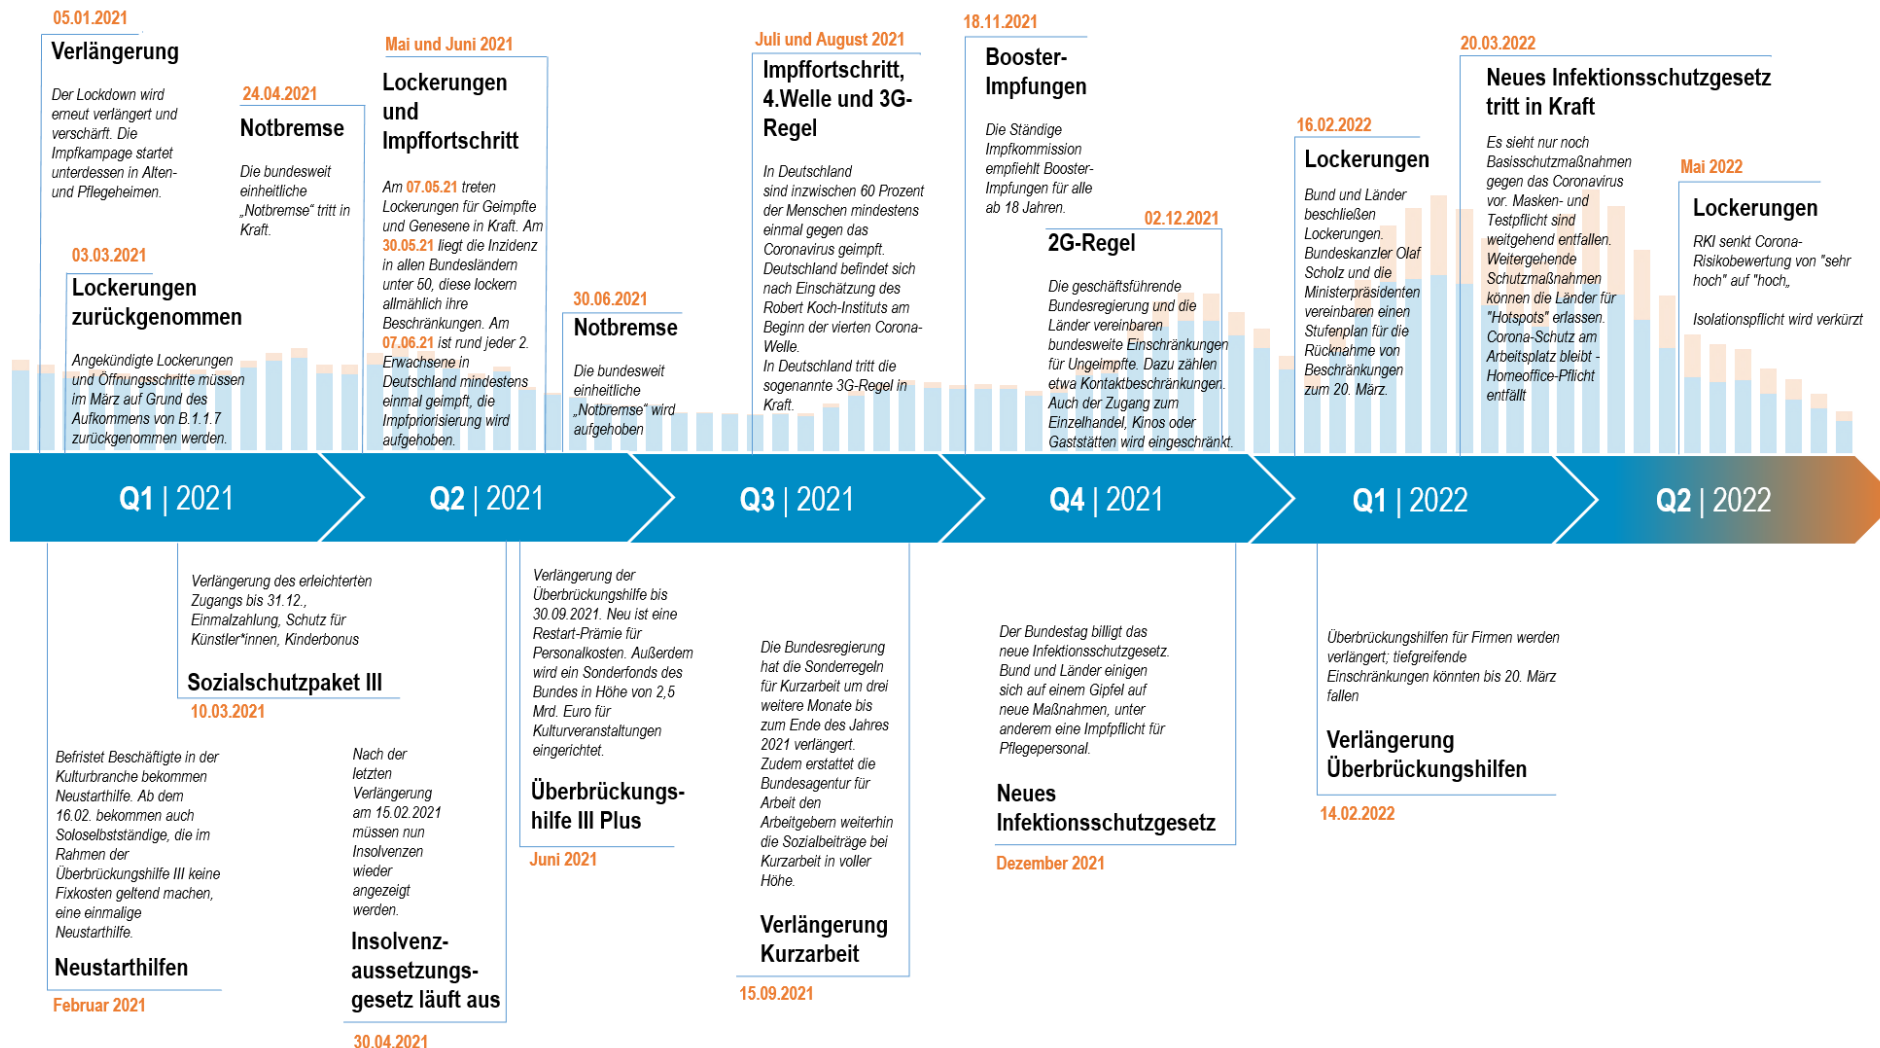 05.01.2021
Verlängerung
Der Lockdown wird
erneut verlängert und
verschärft. Die
Impfkampage startet
unterdessen in Alten-
und Pflegeheimen.
03.03.2021
Lockerungen
zurückgenommen
Angekündigte Lockerungen
und Öffnungsschritte müssen
im März auf Grund des
Aufkommens von B.1.1.7
zurückgenommen werden.
24.04.2021
Notbremse
Die bundesweit
einheitliche
„Notbremse“ tritt in
Kraft.
Mai und Juni 2021
Lockerungen
und
Impffortschritt
Am 07.05.21 treten
Lockerungen für Geimpfte
und Genesene in Kraft. Am
30.05.21 liegt die Inzidenz
in allen Bundesländern
unter 50, diese lockern
allmählich ihre
Beschränkungen. Am
07.06.21 ist rund jeder 2.
Erwachsene in
Deutschland mindestens
einmal geimpft, die
Impfpriorisierung wird
aufgehoben.
30.06.2021
Notbremse
Die bundesweit
einheitliche
„Notbremse“ wird
aufgehoben
Juli und August 2021
Impffortschritt,
4.Welle und 3G-
Regel
In Deutschland
sind inzwischen 60 Prozent
der Menschen mindestens
einmal gegen das
Coronavirus geimpft.
Deutschland befindet sich
nach Einschätzung des
Robert Koch-Instituts am
Beginn der vierten Corona-
Welle.
In Deutschland tritt die
sogenannte 3G-Regel in
Kraft.
18.11.2021
Booster-
Impfungen
Die Ständige
Impfkommission
empfiehlt Booster-
Impfungen für alle
ab 18 Jahren.
02.12.2021
2G-Regel
Die geschäftsführende
Bundesregierung und die
Länder vereinbaren
bundesweite Einschränkungen
für Ungeimpfte. Dazu zählen
etwa Kontaktbeschränkungen.
Auch der Zugang zum
Einzelhandel, Kinos oder
Gaststätten wird eingeschränkt.
16.02.2022
Lockerungen
Bund und Länder
beschließen
Lockerungen.
Bundeskanzler Olaf
Scholz und die
Ministerpräsidenten
vereinbaren einen
Stufenplan für die
Rücknahme von
Beschränkungen
zum 20. März.
20.03.2022
Neues Infektionsschutzgesetz
tritt in Kraft
Es sieht nur noch
Basisschutzmaßnahmen
gegen das Coronavirus
vor. Masken- und
Testpflicht sind
weitgehend entfallen.
Weitergehende
Schutzmaßnahmen
können die Länder für
"Hotspots" erlassen.
Corona-Schutz am
Arbeitsplatz bleibt -
Homeoffice-Pflicht
entfällt
Mai 2022
Lockerungen
RKI senkt Corona-
Risikobewertung von "sehr
hoch" auf "hoch„
Isolationspflicht wird verkürzt
Q1 | 2021
Q2 | 2021
Q3 | 2021
Q4 | 2021
Q1 | 2022
Q2 | 2022
Befristet Beschäftigte in der
Kulturbranche bekommen
Neustarthilfe. Ab dem
16.02. bekommen auch
Soloselbstständige, die im
Rahmen der
Überbrückungshilfe III keine
Fixkosten geltend machen,
eine einmalige
Neustarthilfe.
Neustarthilfen
Februar 2021
Verlängerung des erleichterten
Zugangs bis 31.12.,
Einmalzahlung, Schutz für
Künstler*innen, Kinderbonus
Sozialschutzpaket III
10.03.2021
Nach der
letzten
Verlängerung
am 15.02.2021
müssen nun
Insolvenzen
wieder
angezeigt
werden.
Insolvenz-
aussetzungs-
gesetz läuft aus
30.04.2021
Verlängerung der
Überbrückungshilfe bis
30.09.2021. Neu ist eine
Restart-Prämie für
Personalkosten. Außerdem
wird ein Sonderfonds des
Bundes in Höhe von 2,5
Mrd. Euro für
Kulturveranstaltungen
eingerichtet.
Überbrückungs-
hilfe III Plus
Juni 2021
Die Bundesregierung
hat die Sonderregeln
für Kurzarbeit um drei
weitere Monate bis
zum Ende des Jahres
2021 verlängert.
Zudem erstattet die
Bundesagentur für
Arbeit den
Arbeitgebern weiterhin
die Sozialbeiträge bei
Kurzarbeit in voller
Höhe.
Verlängerung
Kurzarbeit
15.09.2021
Der Bundestag billigt das
neue Infektionsschutzgesetz.
Bund und Länder einigen
sich auf einem Gipfel auf
neue Maßnahmen, unter
anderem eine Impfpflicht für
Pflegepersonal.
Neues
Infektionsschutzgesetz
Dezember 2021
Überbrückungshilfen für Firmen werden
verlängert; tiefgreifende
Einschränkungen könnten bis 20. März
fallen
Verlängerung
Überbrückungshilfen
14.02.2022